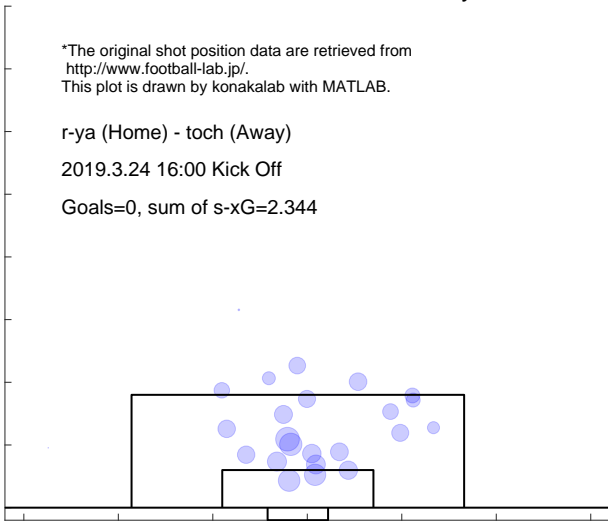 *The original shot position data are retrieved from
http://www.football-lab.jp/.
This plot is drawn by konakalab with MATLAB.
r-ya (Home) - toch (Away)
2019.3.24 16:00 Kick Off
Goals=0, sum of s-xG=2.344